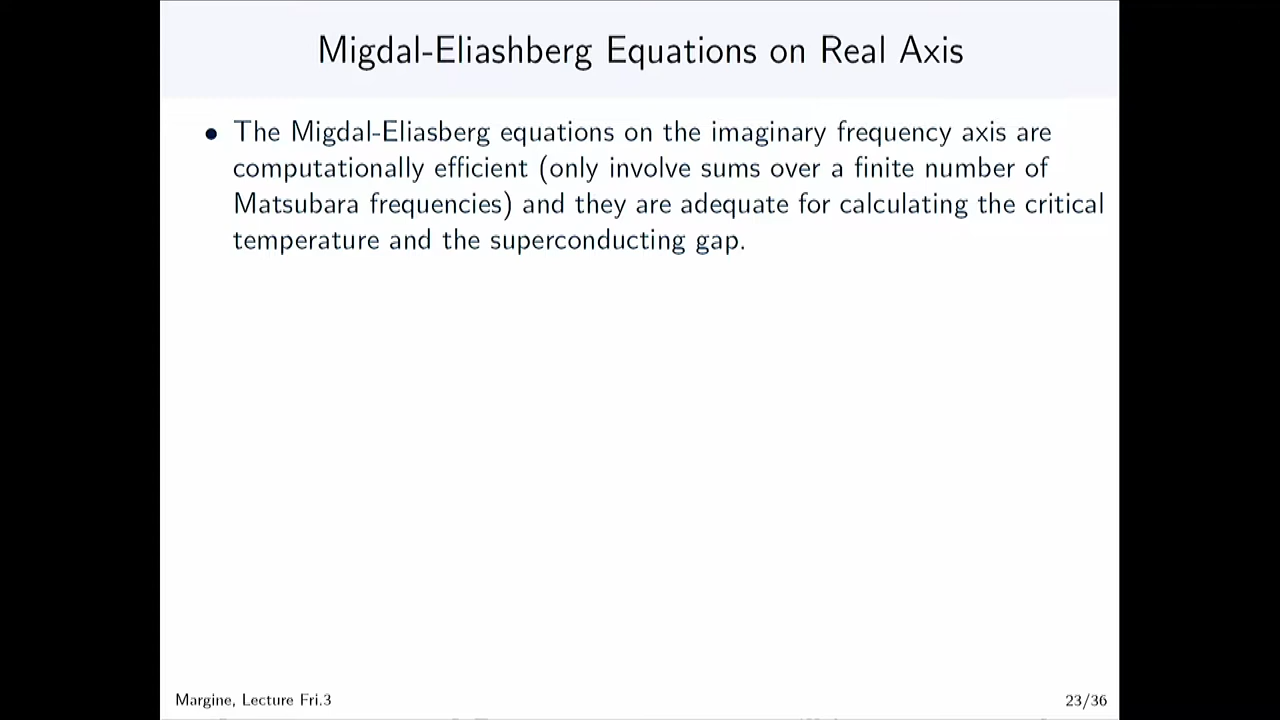 Migdal-Eliashberg Equations on Real Axis
• The Migdal-Eliasberg equations on the imaginary frequency axis are
computationally efficient (only involve sums over a finite number of
Matsubara frequencies) and they are adequate for calculating the critical
temperature and the superconducting gap.
Margine, Lecture Fri.3
23/36